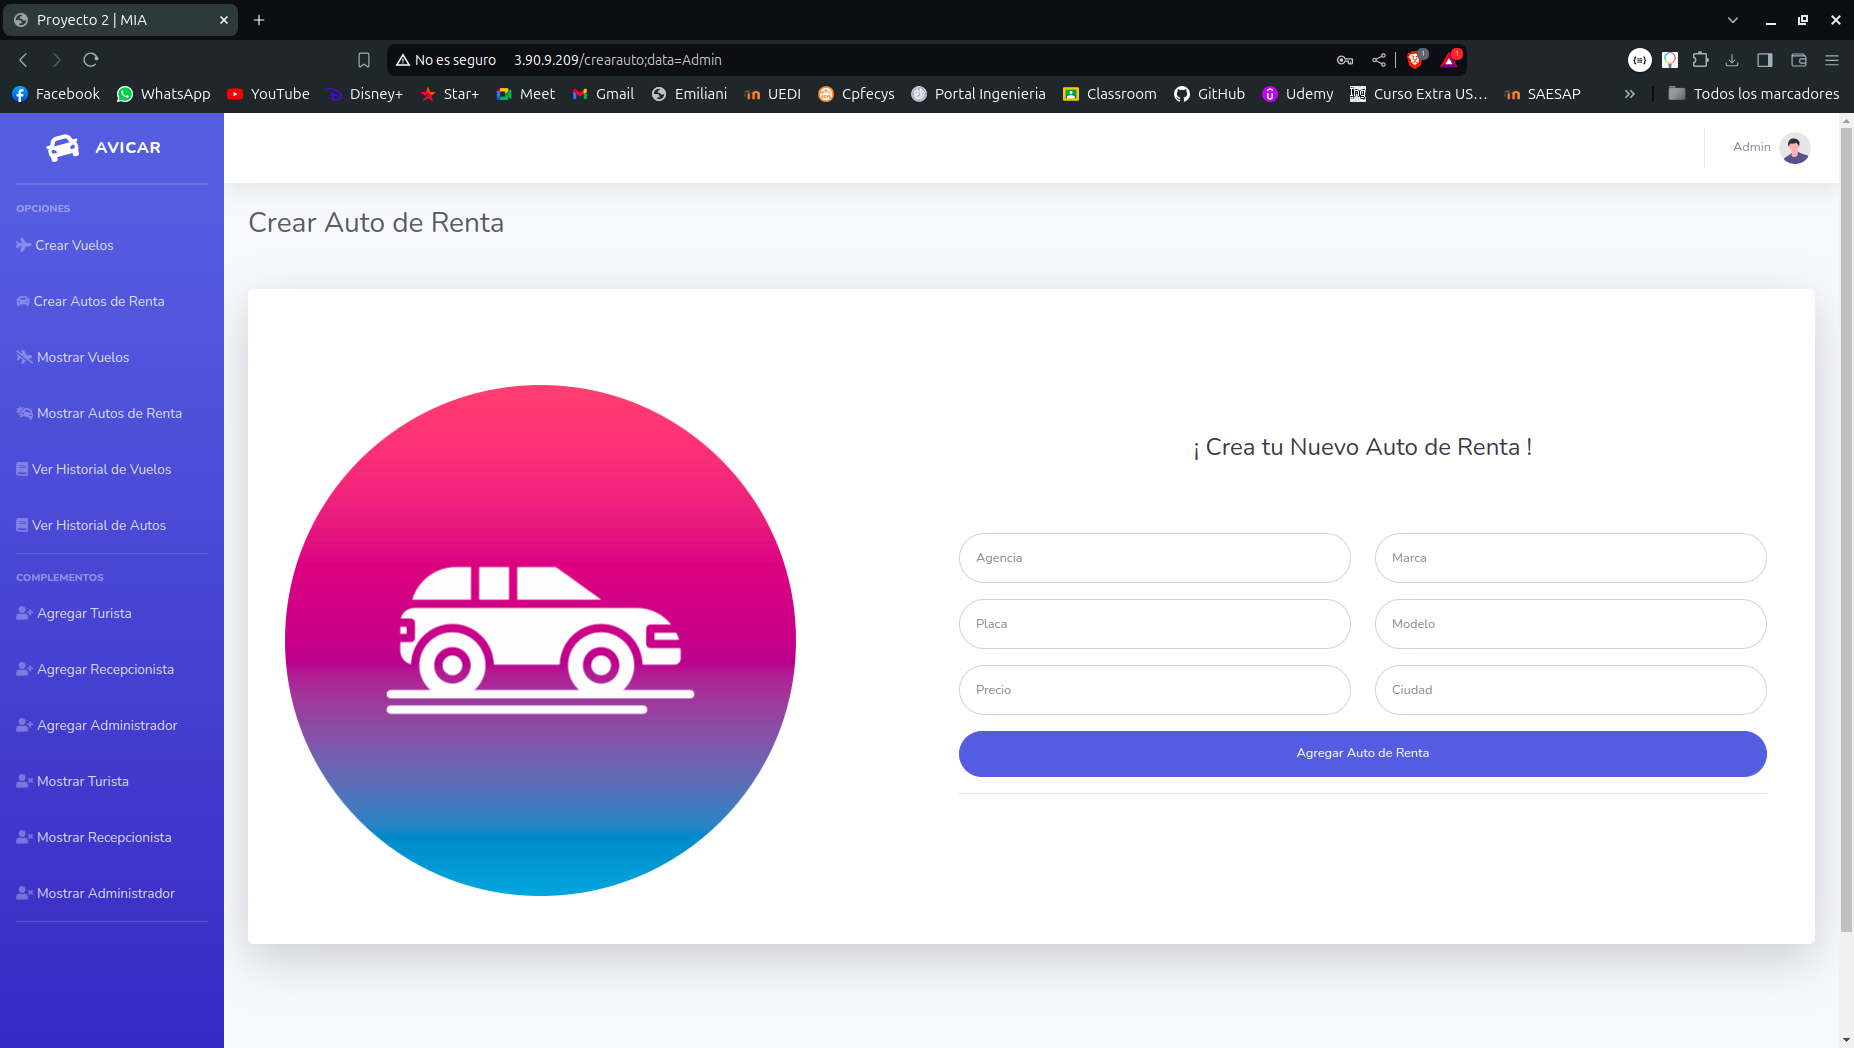 Proyecto 2 | MIA
No es seguro 3.90.9.209/crearauto;data=Admin
Facebook WhatsApp YouTube Disney+ Star+ Meet Gmail Emiliani UEDI Cpfecys Portal Ingenieria Classroom GitHub Udemy Curso Extra US... SAESAP » Todos los marcadores
AVICAR
Admin
OPCIONES
Crear Vuelos
Crear Autos de Renta
Mostrar Vuelos
Mostrar Autos de Renta
Ver Historial de Vuelos
Ver Historial de Autos
COMPLEMENTOS
Agregar Turista
Agregar Recepcionista
Agregar Administrador
Mostrar Turista
Mostrar Recepcionista
Mostrar Administrador
Crear Auto de Renta
¡ Crea tu Nuevo Auto de Renta !
Agencia Marca
Placa Modelo
Precio Ciudad
Agregar Auto de Renta